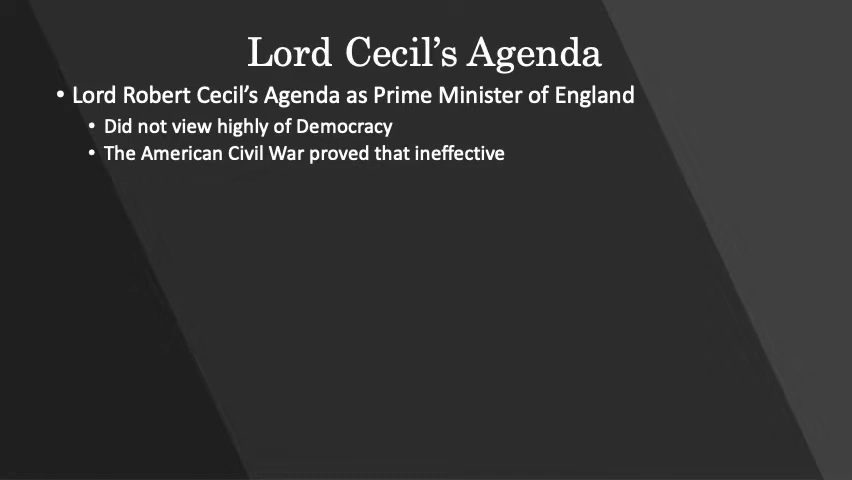 Lord Cecil’s Agenda
• Lord Robert Cecil’s Agenda as Prime Minister of England
• Did not view highly of Democracy
• The American Civil War proved that ineffective